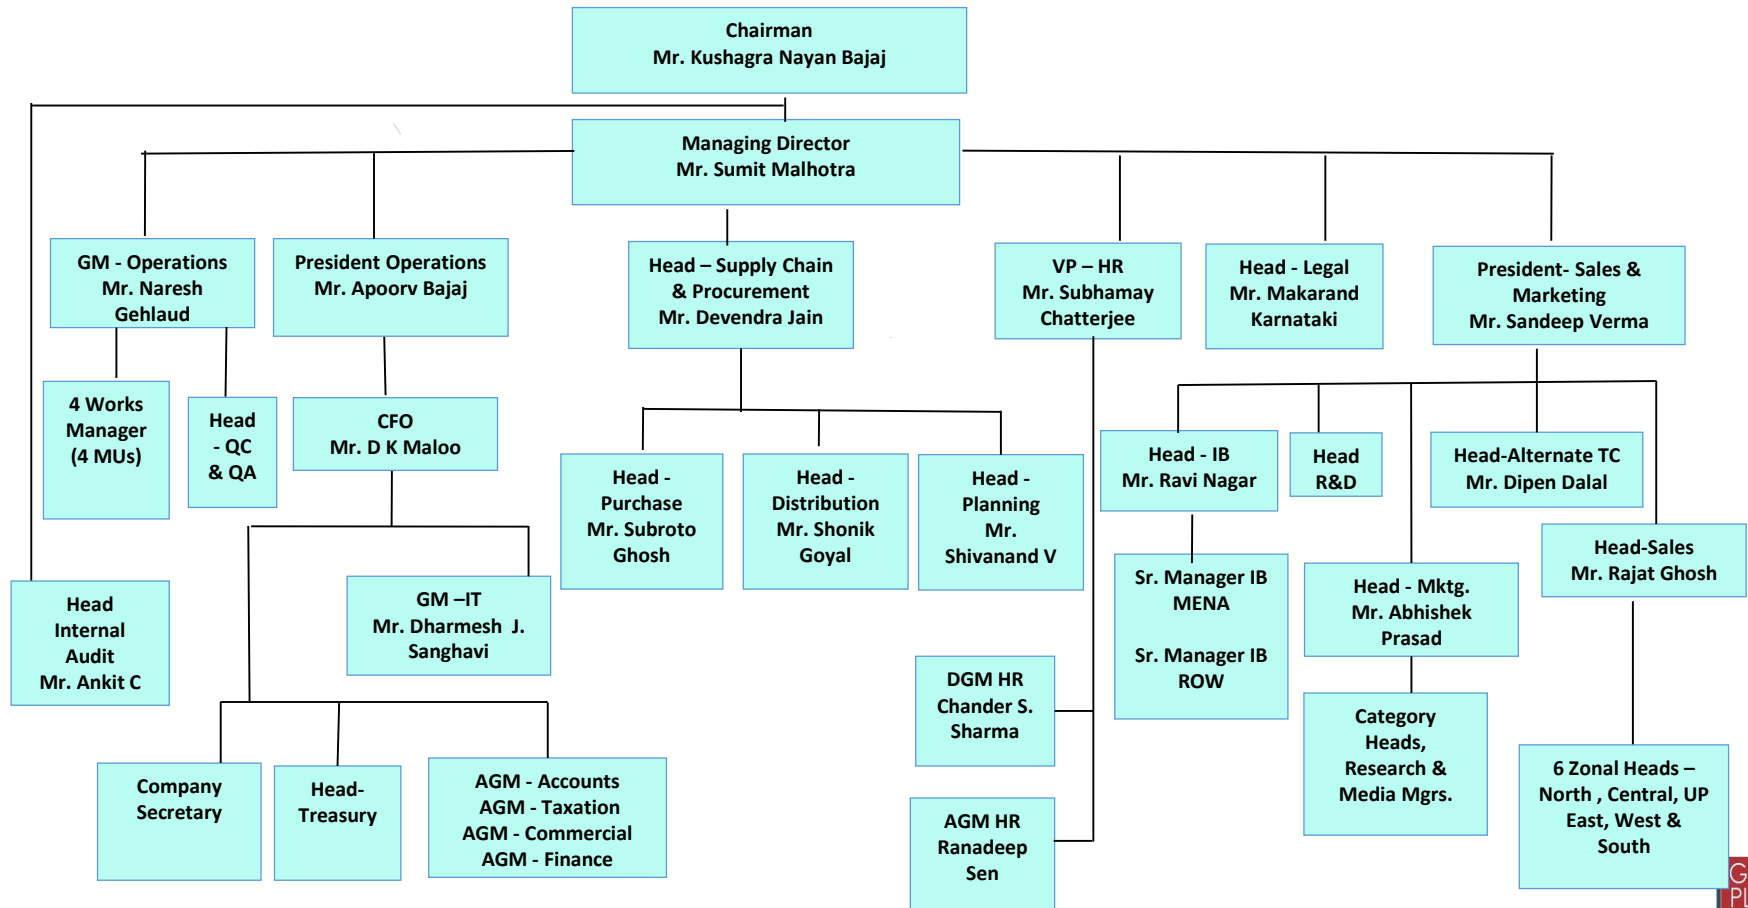 Chairman
Mr. Kushagra Nayan Bajaj
Managing Director
Mr. Sumit Malhotra
GM - Operations
Mr. Naresh
Gehlaud
President Operations
Mr. Apoorv Bajaj
Head – Supply Chain
& Procurement
Mr. Devendra Jain
VP – HR
Mr. Subhamay
Chatterjee
Head - Legal
Mr. Makarand
Karnataki
President- Sales &
Marketing
Mr. Sandeep Verma
4 Works
Manager
(4 MUs)
Head
- QC
& QA
CFO
Mr. D K Maloo
Head -
Purchase
Mr. Subroto
Ghosh
Head -
Distribution
Mr. Shonik
Goyal
Head -
Planning
Mr.
Shivanand V
Head - IB
Mr. Ravi Nagar
Head
R&D
Head-Alternate TC
Mr. Dipen Dalal
Head-Sales
Mr. Rajat Ghosh
Head
Internal
Audit
Mr. Ankit C
GM –IT
Mr. Dharmesh J.
Sanghavi
Sr. Manager IB
MENA
Sr. Manager IB
ROW
Head - Mktg.
Mr. Abhishek
Prasad
DGM HR
Chander S.
Sharma
Category
Heads,
Research &
Media Mgrs.
6 Zonal Heads –
North , Central, UP
East, West &
South
Company
Secretary
Head-
Treasury
AGM - Accounts
AGM - Taxation
AGM - Commercial
AGM - Finance
AGM HR
Ranadeep
Sen